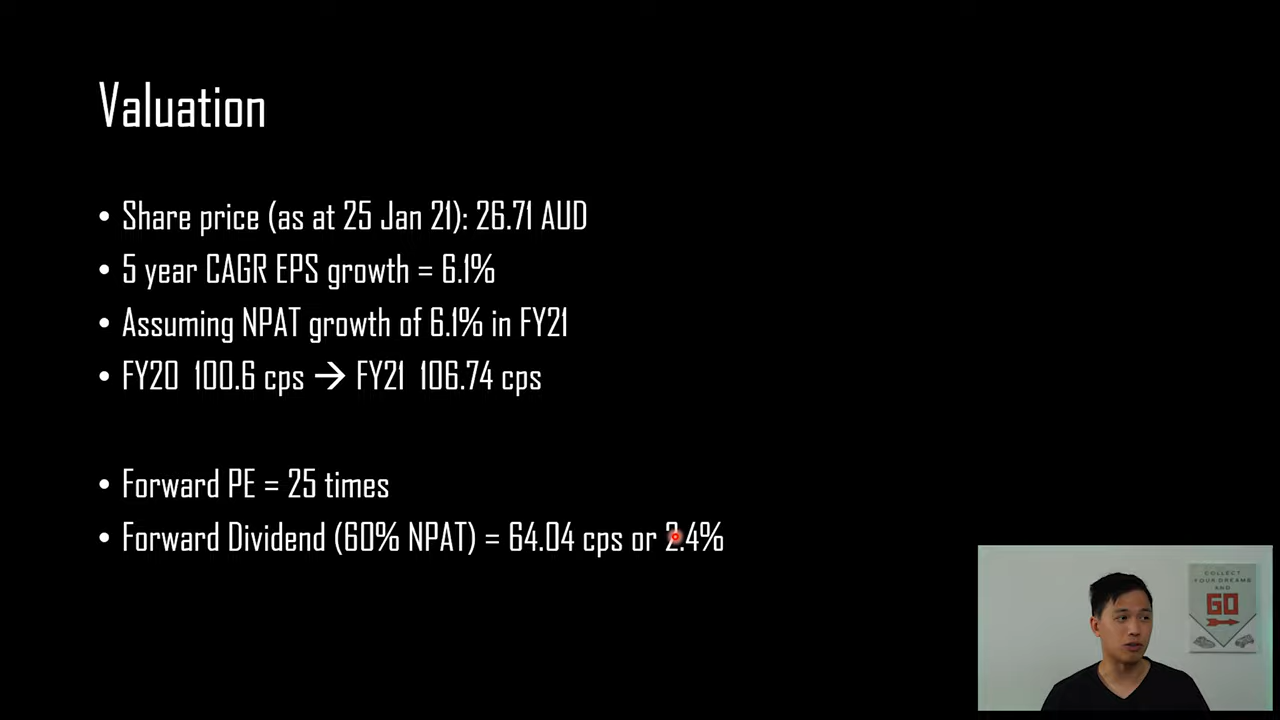 Valuation
• Share price (as at 25 Jan 21): 26.71 AUD
• 5 year CAGR EPS growth = 6.1%
• Assuming NPAT growth of 6.1% in FY21
• FY20 100.6 cps → FY21 106.74 cps
• Forward PE = 25 times
• Forward Dividend (60% NPAT) = 64.04 cps or 2.4%
COLLECT
YOUR DREAMS
AND
GO